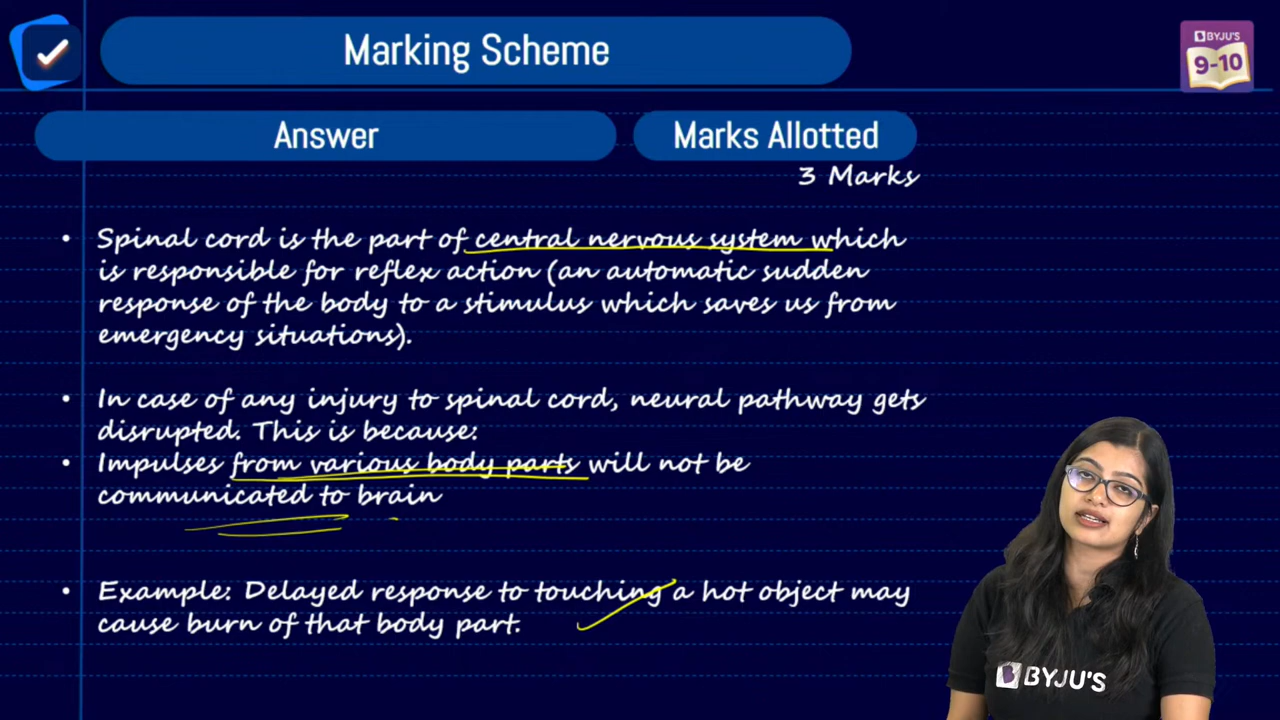 Marking Scheme
BYJU'S
9-10
Answer
Marks Allotted
3 Marks
• Spinal cord is the part of central nervous system which
is responsible for reflex action (an automatic sudden
response of the body to a stimulus which saves us from
emergency situations).
• In case of any injury to spinal cord, neural pathway gets
disrupted. This is because:
• Impulses from various body parts will not be
communicated to brain
• Example: Delayed response to touching a hot object may
cause burn of that body part.
BYJU'S